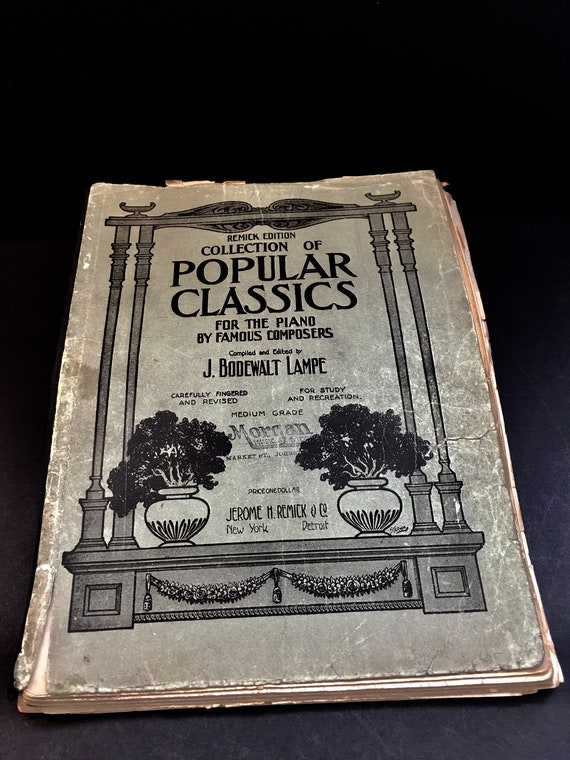 REMICK EDITION
COLLECTION OF
POPULAR
CLASSICS
FOR THE PIANO
BY FAMOUS COMPOSERS
Compiled and Edited by
J. BODEWALT LAMPE
CAREFULLY FINGERED
AND REVISED
FOR STUDY
AND RECREATION.
MEDIUM GRADE
Morgan
MARKET ST.,
PRICE ONE DOLLAR
JEROME H. REMICK & CO.
New York Detroit